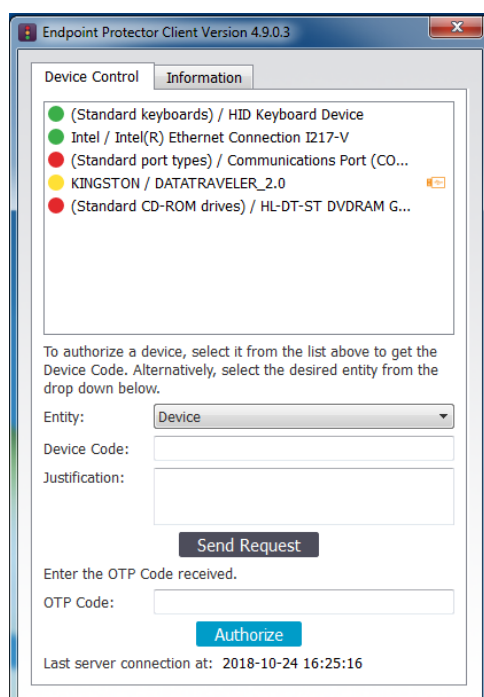 Endpoint Protector Client Version 4.9.0.3
Device Control
Information
(Standard keyboards) / HID Keyboard Device
Intel / Intel(R) Ethernet Connection I217-V
(Standard port types) / Communications Port (CO...
KINGSTON / DATATRAVELER_2.0
(Standard CD-ROM drives) / HL-DT-ST DVDRAM G...
To authorize a device, select it from the list above to get the
Device Code. Alternatively, select the desired entity from the
drop down below.
Entity: Device
Device Code:
Justification:
Send Request
Enter the OTP Code received.
OTP Code:
Authorize
Last server connection at: 2018-10-24 16:25:16